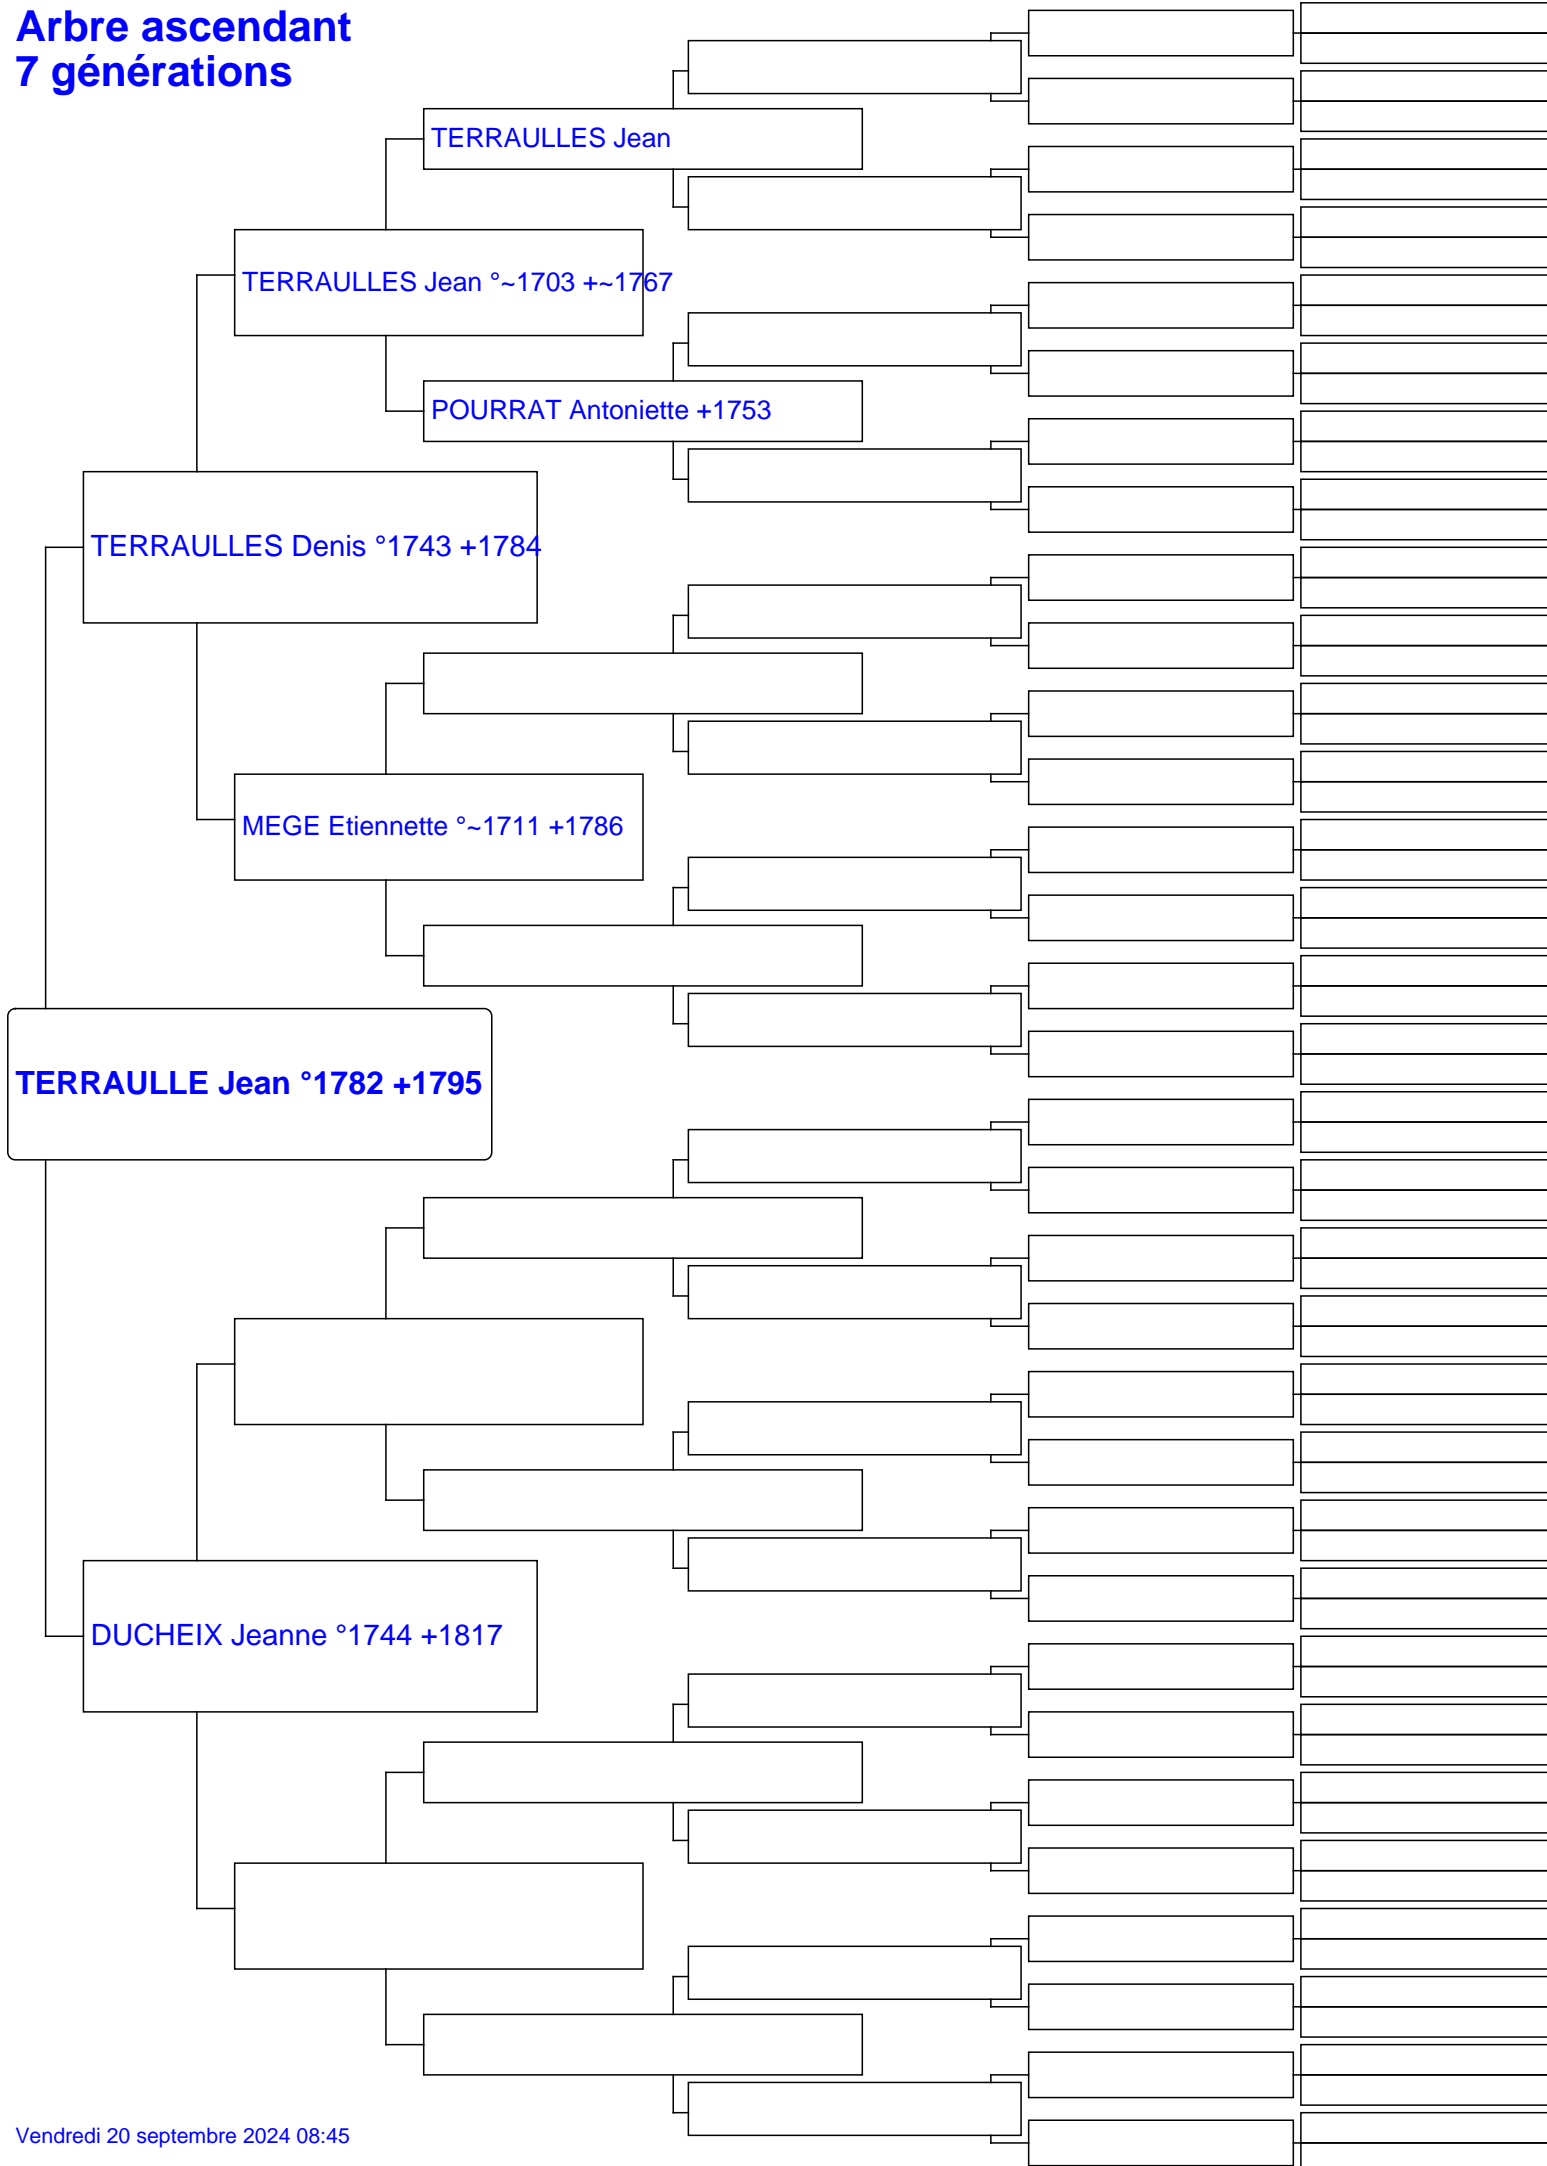 Arbre ascendant
7 générations
TERRAULLES Jean
TERRAULLES Jean °~1703 +~1767
POURRAT Antoniette +1753
TERRAULLES Denis °1743 +1784
MEGE Etiennette °~1711 +1786
TERRAULLE Jean °1782 +1795
DUCHEIX Jeanne °1744 +1817
Vendredi 20 septembre 2024 08:45